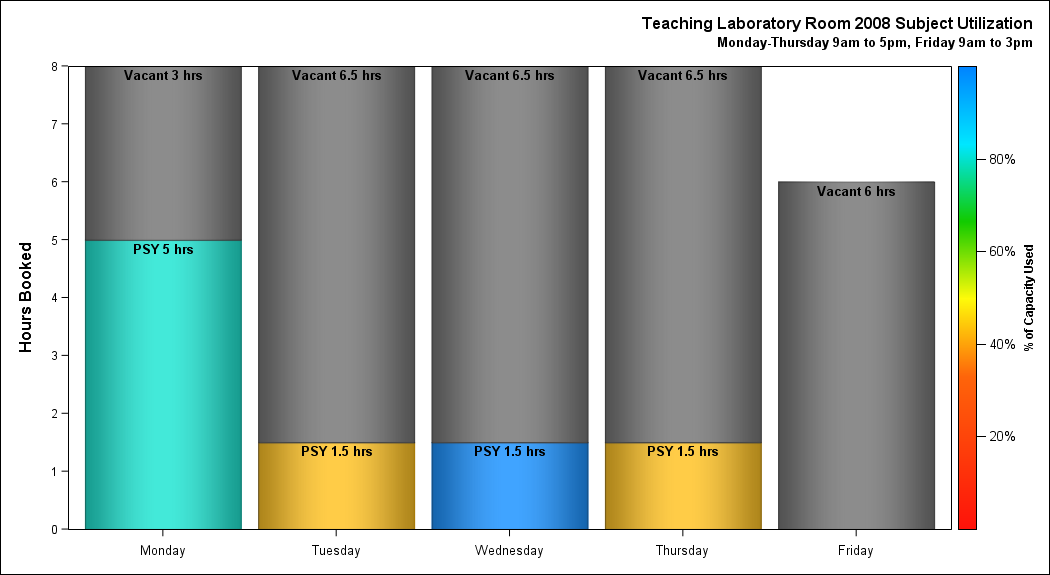 Teaching Laboratory Room 2008 Subject Utilization
Monday-Thursday 9am to 5pm, Friday 9am to 3pm
Hours Booked
8
7
6
5
4
3
2
1
0
Vacant 3 hrs
PSY 5 hrs
Vacant 6.5 hrs
PSY 1.5 hrs
Vacant 6.5 hrs
PSY 1.5 hrs
Vacant 6.5 hrs
PSY 1.5 hrs
Vacant 6 hrs
Monday
Tuesday
Wednesday
Thursday
Friday
80%
60%
40%
20%
% of Capacity Used